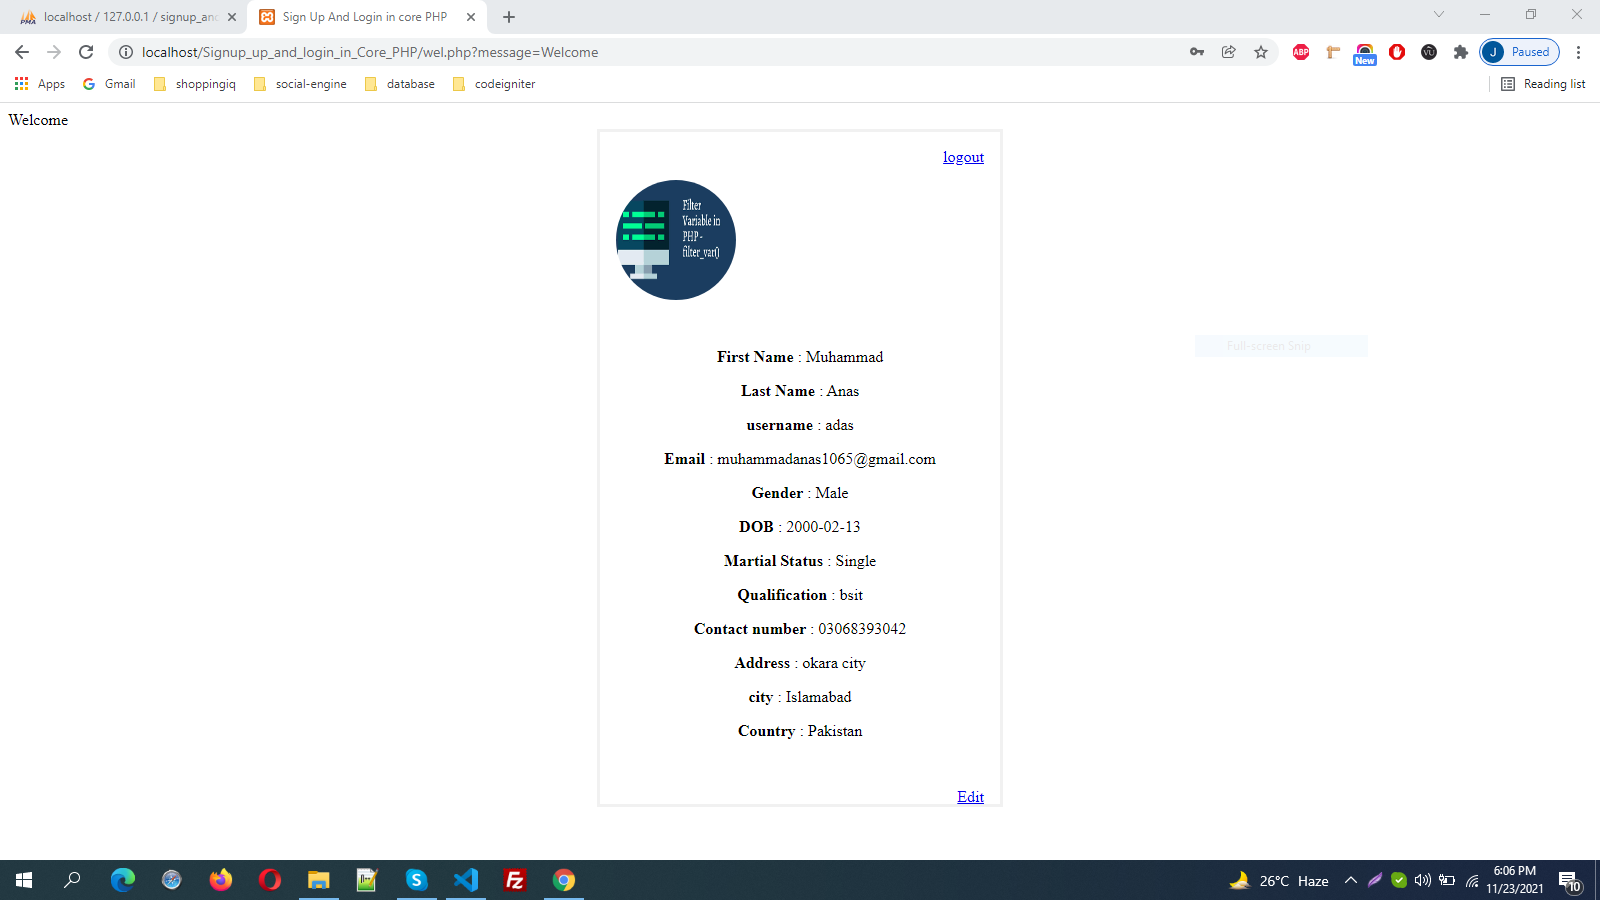 localhost / 127.0.0.1 / signup_and
Sign Up And Login in core PHP
localhost/Signup_up_and_login_in_Core_PHP/wel.php?message=Welcome
ABP
New
VU
J Paused
Apps
Gmail
shoppingiq
social-engine
database
codeigniter
Reading list
Welcome
logout
Filter
Variable in
PHP -
filter_var()
Full-screen Snip
First Name : Muhammad
Last Name : Anas
username : adas
Email : muhammadanas1065@gmail.com
Gender : Male
DOB : 2000-02-13
Martial Status : Single
Qualification : bsit
Contact number : 03068393042
Address : okara city
city : Islamabad
Country : Pakistan
Edit
26°C Haze
6:06 PM
11/23/2021
10